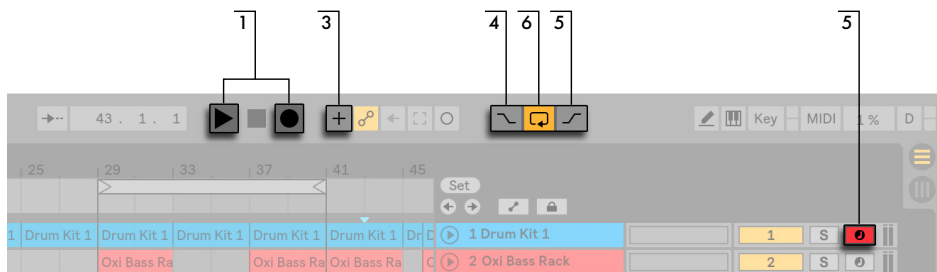 1 3 4 6 5 5
43. 1. 1 Key MIDI 1 % D
25 29 33 37 41 45
Set
1 Drum Kit 1 Drum Kit 1 Drum Kit 1 Drum Kit 1 Drum Kit 1 Dr D 1 Drum Kit 1 1 S
Oxi Bass Ra Oxi Bass Ra Oxi Bass Ra C 2 Oxi Bass Rack 2 S